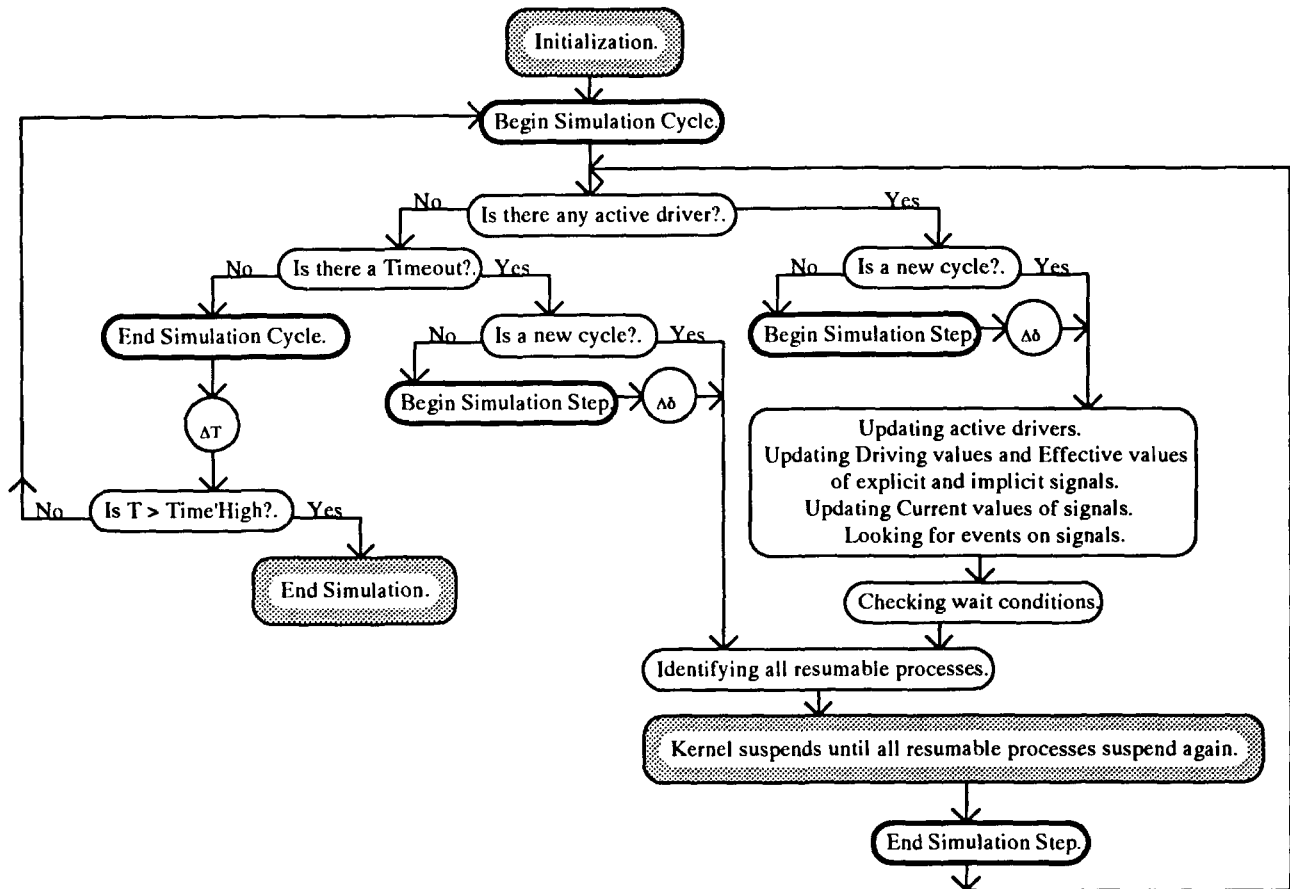 Initialization.
Begin Simulation Cycle.
No
Is there any active driver?.
Yes
No
Is there a Timeout?.
Yes
No
Is a new cycle?.
Yes
End Simulation Cycle.
No
Is a new cycle?.
Yes
Begin Simulation Step.
Δδ
Begin Simulation Step.
Δδ
ΔT
Updating active drivers.
Updating Driving values and Effective values
of explicit and implicit signals.
Updating Current values of signals.
Looking for events on signals.
No
Is T > Time'High?.
Yes
End Simulation.
Checking wait conditions.
Identifying all resumable processes.
Kernel suspends until all resumable processes suspend again.
End Simulation Step.